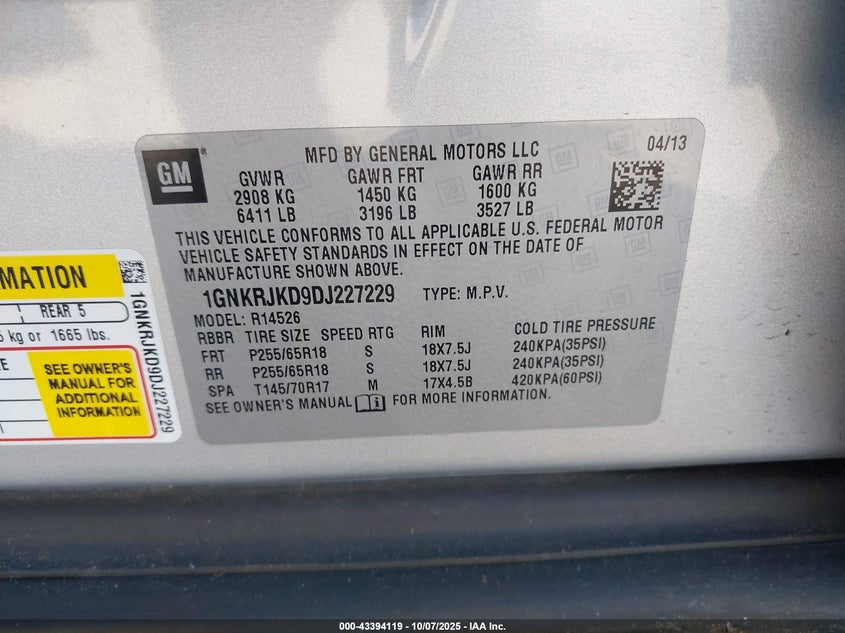 GM
MFD BY GENERAL MOTORS LLC
04/13
GVWR GAWR FRT GAWR RR
2908 KG 1450 KG 1600 KG
6411 LB 3196 LB 3527 LB
THIS VEHICLE CONFORMS TO ALL APPLICABLE U.S. FEDERAL MOTOR
VEHICLE SAFETY STANDARDS IN EFFECT ON THE DATE OF
MANUFACTURE SHOWN ABOVE.
1GNKRJKD9DJ227229 TYPE: M.P.V.
MODEL: R14526
RBBR TIRE SIZE SPEED RTG RIM COLD TIRE PRESSURE
FRT P255/65R18 S 18X7.5J 240KPA(35PSI)
RR P255/65R18 S 18X7.5J 240KPA(35PSI)
SPA T145/70R17 M 17X4.5B 420KPA(60PSI)
SEE OWNER'S MANUAL FOR MORE INFORMATION.
REAR 5
kg or 1665 lbs.
SEE OWNER'S
MANUAL FOR
ADDITIONAL
INFORMATION
1GNKRJKD9DJ227229
000-43394119 - 10/07/2025 - IAA Inc.